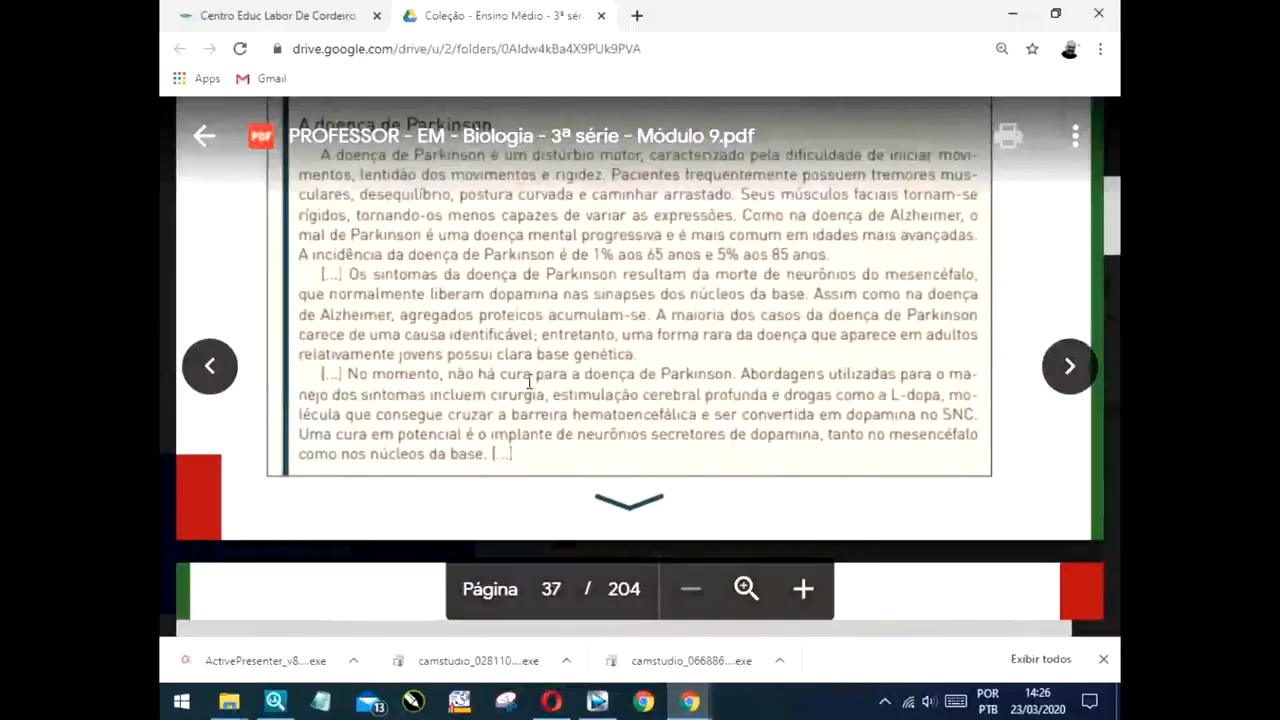 Centro Educ Labor De Cordeiro
Coleção - Ensino Médio - 3ª séri
drive.google.com/drive/u/2/folders/0AIdw4kBa4X9PUk9PVA
Apps
Gmail
A doença de Parkinson
PDF
PROFESSOR - EM - Biologia - 3ª série - Módulo 9.pdf
A doença de Parkinson é um distúrbio motor, caracterizado pela dificuldade de iniciar movi-
mentos, lentidão dos movimentos e rigidez. Pacientes frequentemente possuem tremores mus-
culares, desequilíbrio, postura curvada e caminhar arrastado. Seus músculos faciais tornam-se
rígidos, tornando-os menos capazes de variar as expressões. Como na doença de Alzheimer, o
mal de Parkinson é uma doença mental progressiva e é mais comum em idades mais avançadas.
A incidência da doença de Parkinson é de 1% aos 65 anos e 5% aos 85 anos.
[...] Os sintomas da doença de Parkinson resultam da morte de neurônios do mesencéfalo,
que normalmente liberam dopamina nas sinapses dos núcleos da base. Assim como na doença
de Alzheimer, agregados proteicos acumulam-se. A maioria dos casos da doença de Parkinson
carece de uma causa identificável; entretanto, uma forma rara da doença que aparece em adultos
relativamente jovens possui clara base genética.
[...] No momento, não há cura para a doença de Parkinson. Abordagens utilizadas para o ma-
nejo dos sintomas incluem cirurgia, estimulação cerebral profunda e drogas como a L-dopa, mo-
lécula que consegue cruzar a barreira hematoencefálica e ser convertida em dopamina no SNC.
Uma cura em potencial é o implante de neurônios secretores de dopamina, tanto no mesencéfalo
como nos núcleos da base. [...]
Página 37 / 204
ActivePresenter_v8....exe
camstudio_028110....exe
camstudio_066886....exe
Exibir todos
13
POR
PTB
14:26
23/03/2020